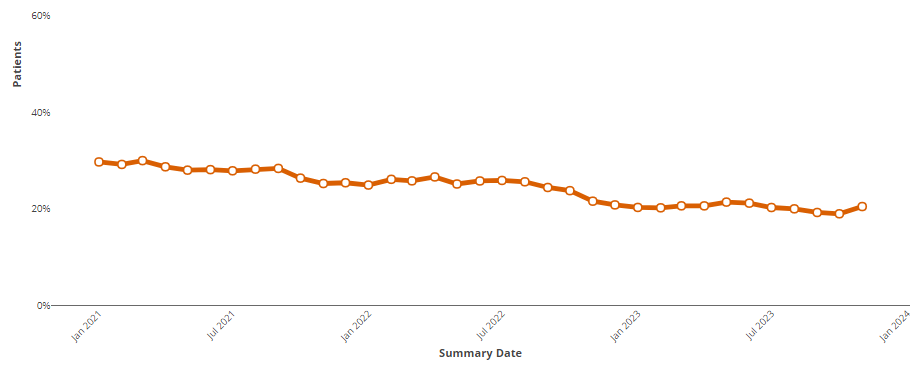 60%
Patients
40%
20%
0%
Jan 2021
Jul 2021
Jan 2022
Jul 2022
Jan 2023
Jul 2023
Jan 2024
Summary Date